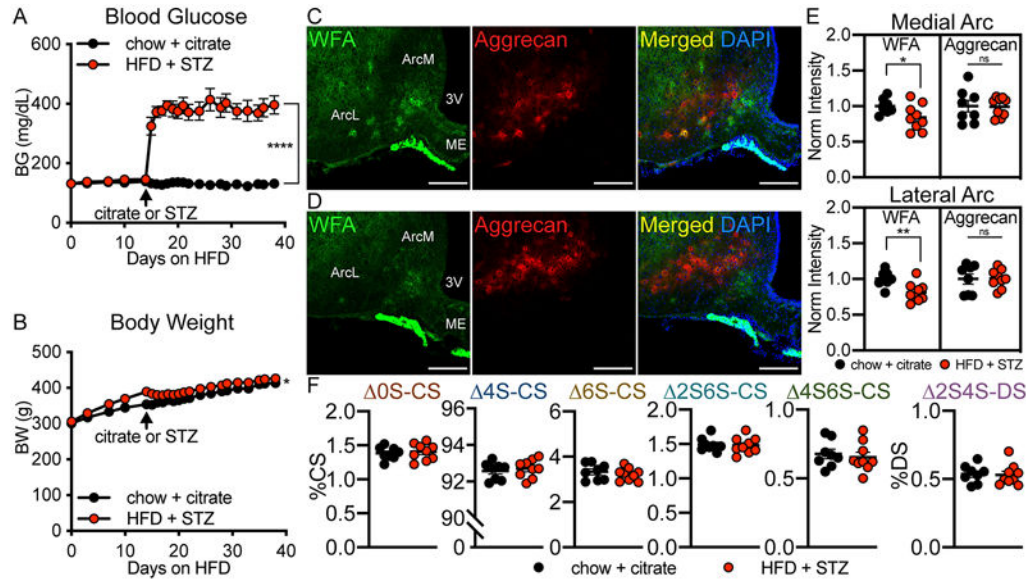 A
Blood Glucose
600
400
200
0
BG (mg/dL)
chow + citrate
HFD + STZ
****
citrate or STZ
0 10 20 30 40
Days on HFD
B
Body Weight
500
400
300
200
100
0
BW (g)
*
citrate or STZ
chow + citrate
HFD + STZ
0 10 20 30 40
Days on HFD
C
WFA
ArcM
ArcL
3V
ME
Aggrecan
Merged DAPI
D
WFA
ArcM
ArcL
3V
ME
Aggrecan
Merged DAPI
E
Medial Arc
WFA Aggrecan
* ns
2.0
1.5
1.0
0.5
0.0
Norm Intensity
Lateral Arc
WFA Aggrecan
** ns
2.0
1.5
1.0
0.5
0.0
Norm Intensity
chow + citrate HFD + STZ
F
Δ0S-CS
%CS
2.0
1.5
1.0
0.5
0.0
Δ4S-CS
96
94
92
90
0
Δ6S-CS
6
4
2
0
Δ2S6S-CS
2.0
1.5
1.0
0.5
0.0
Δ4S6S-CS
1.0
0.5
0.0
Δ2S4S-DS
%DS
1.0
0.5
0.0
chow + citrate HFD + STZ